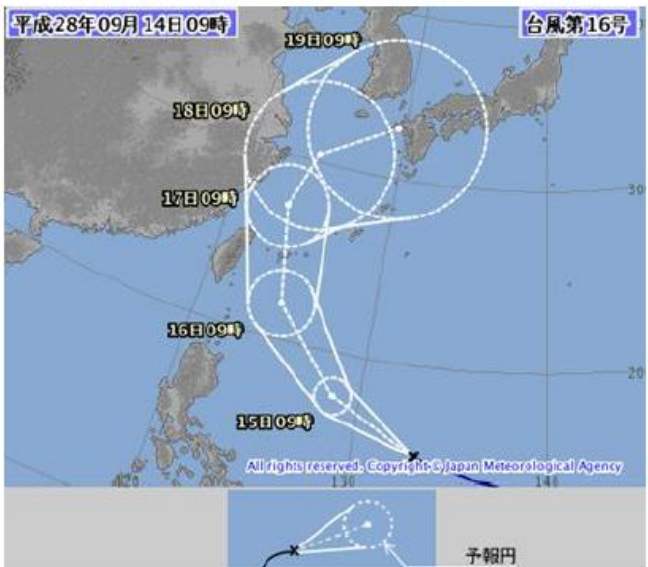 平成28年09月14日09時
台風第16号
19日09時
18日09時
17日09時
30
16日09時
20
15日09時
All rights reserved. Copyright © Japan Meteorological Agency
120
130
140
予報円